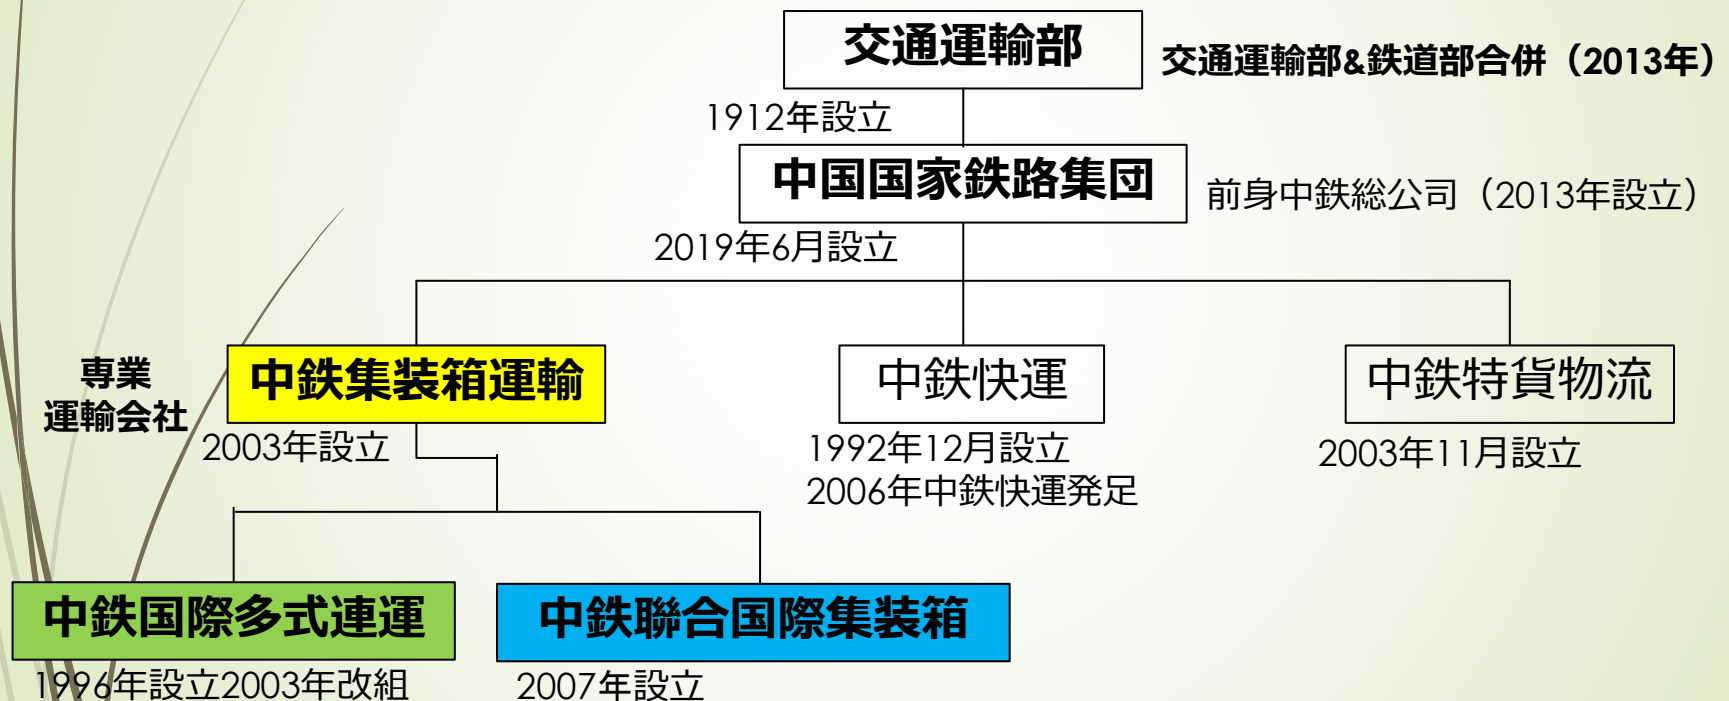 交通運輸部
交通運輸部&鉄道部合併（2013年）
1912年設立
中国国家鉄路集団
前身中鉄総公司（2013年設立）
2019年6月設立
専業
運輸会社
中鉄集装箱運輸
中鉄快運
中鉄特貨物流
2003年設立
1992年12月設立
2006年中鉄快運発足
2003年11月設立
中鉄国際多式連運
中鉄聯合国際集装箱
1996年設立2003年改組
2007年設立